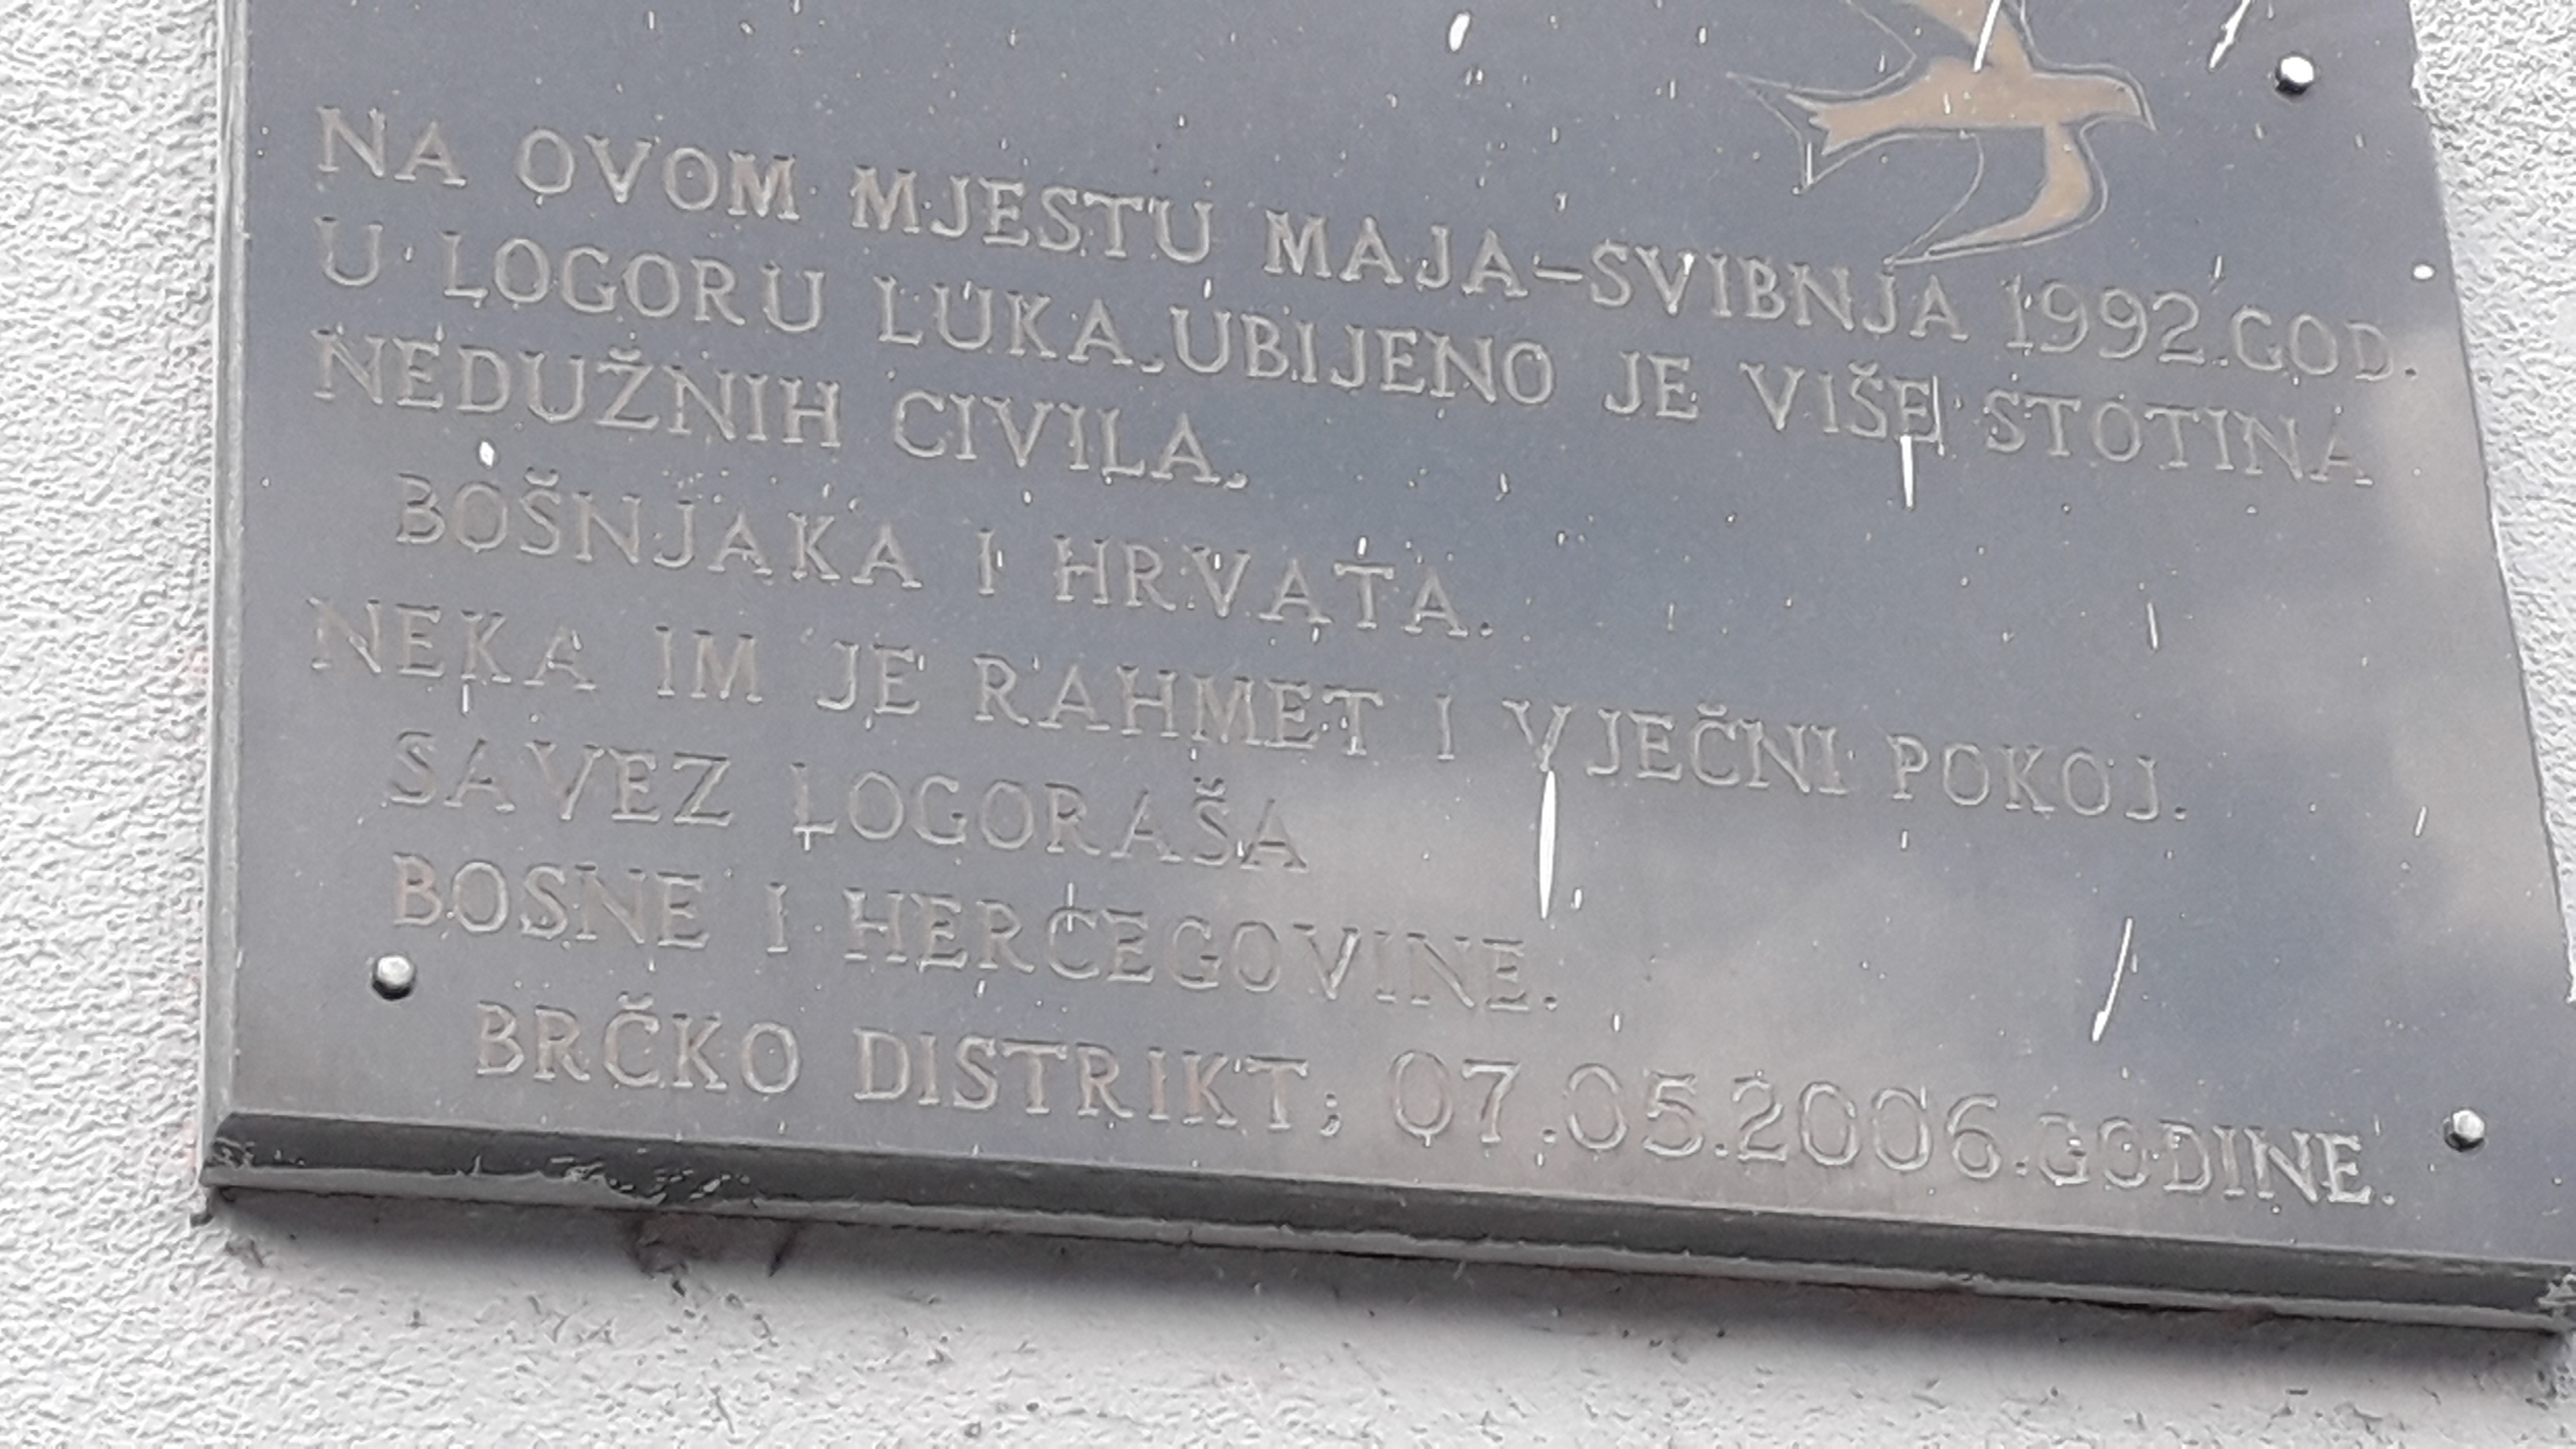 NA OVOM MJESTU MAJA-SVIBNJA 1992.GOD.
U LOGORU LUKA,UBIJENO JE VIŠE STOTINA
NEDUŽNIH CIVILA,
BOŠNJAKA I HRVATA.
NEKA IM JE RAHMET I VJEČNI POKOJ.
SAVEZ LOGORAŠA
BOSNE I HERCEGOVINE.
BRČKO DISTRIKT; 07.05.2006.GODINE.